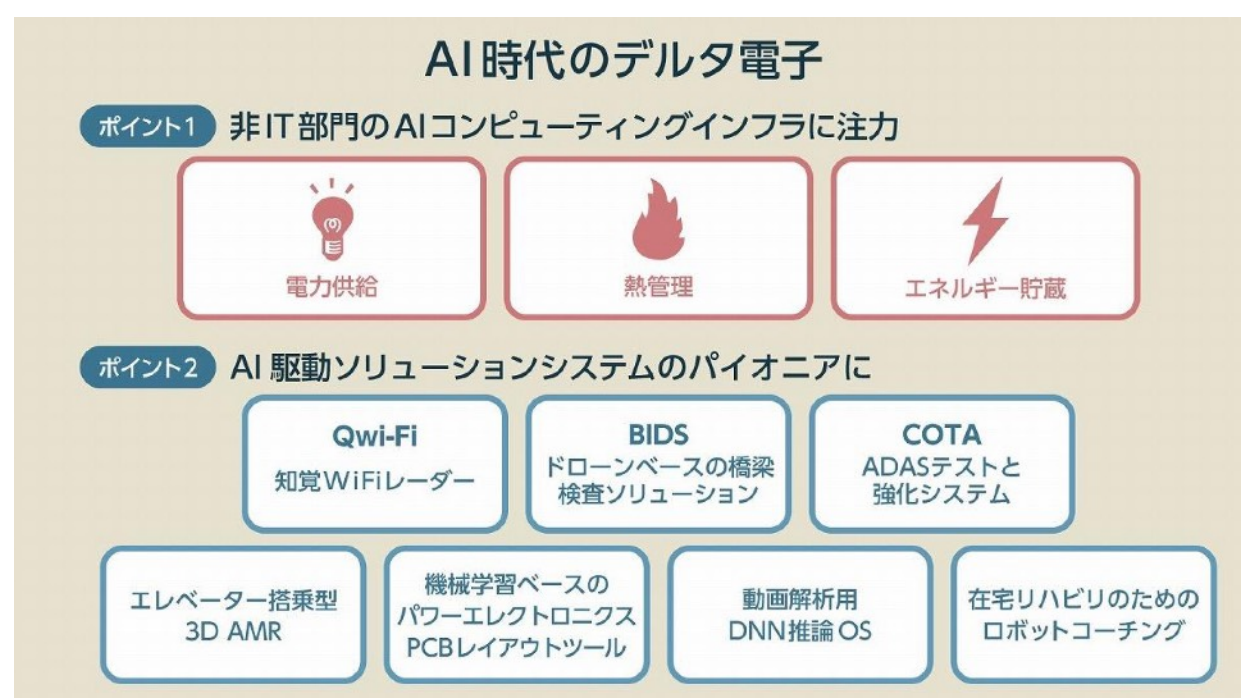 AI時代のデルタ電子
ポイント1 非IT部門のAIコンピューティングインフラに注力
電力供給
熱管理
エネルギー貯蔵
ポイント2 AI駆動ソリューションシステムのパイオニアに
Qwi-Fi
知覚WiFiレーダー
BIDS
ドローンベースの橋梁
検査ソリューション
COTA
ADASテストと
強化システム
エレベーター搭乗型
3D AMR
機械学習ベースの
パワーエレクトロニクス
PCBレイアウトツール
動画解析用
DNN推論OS
在宅リハビリのための
ロボットコーチング